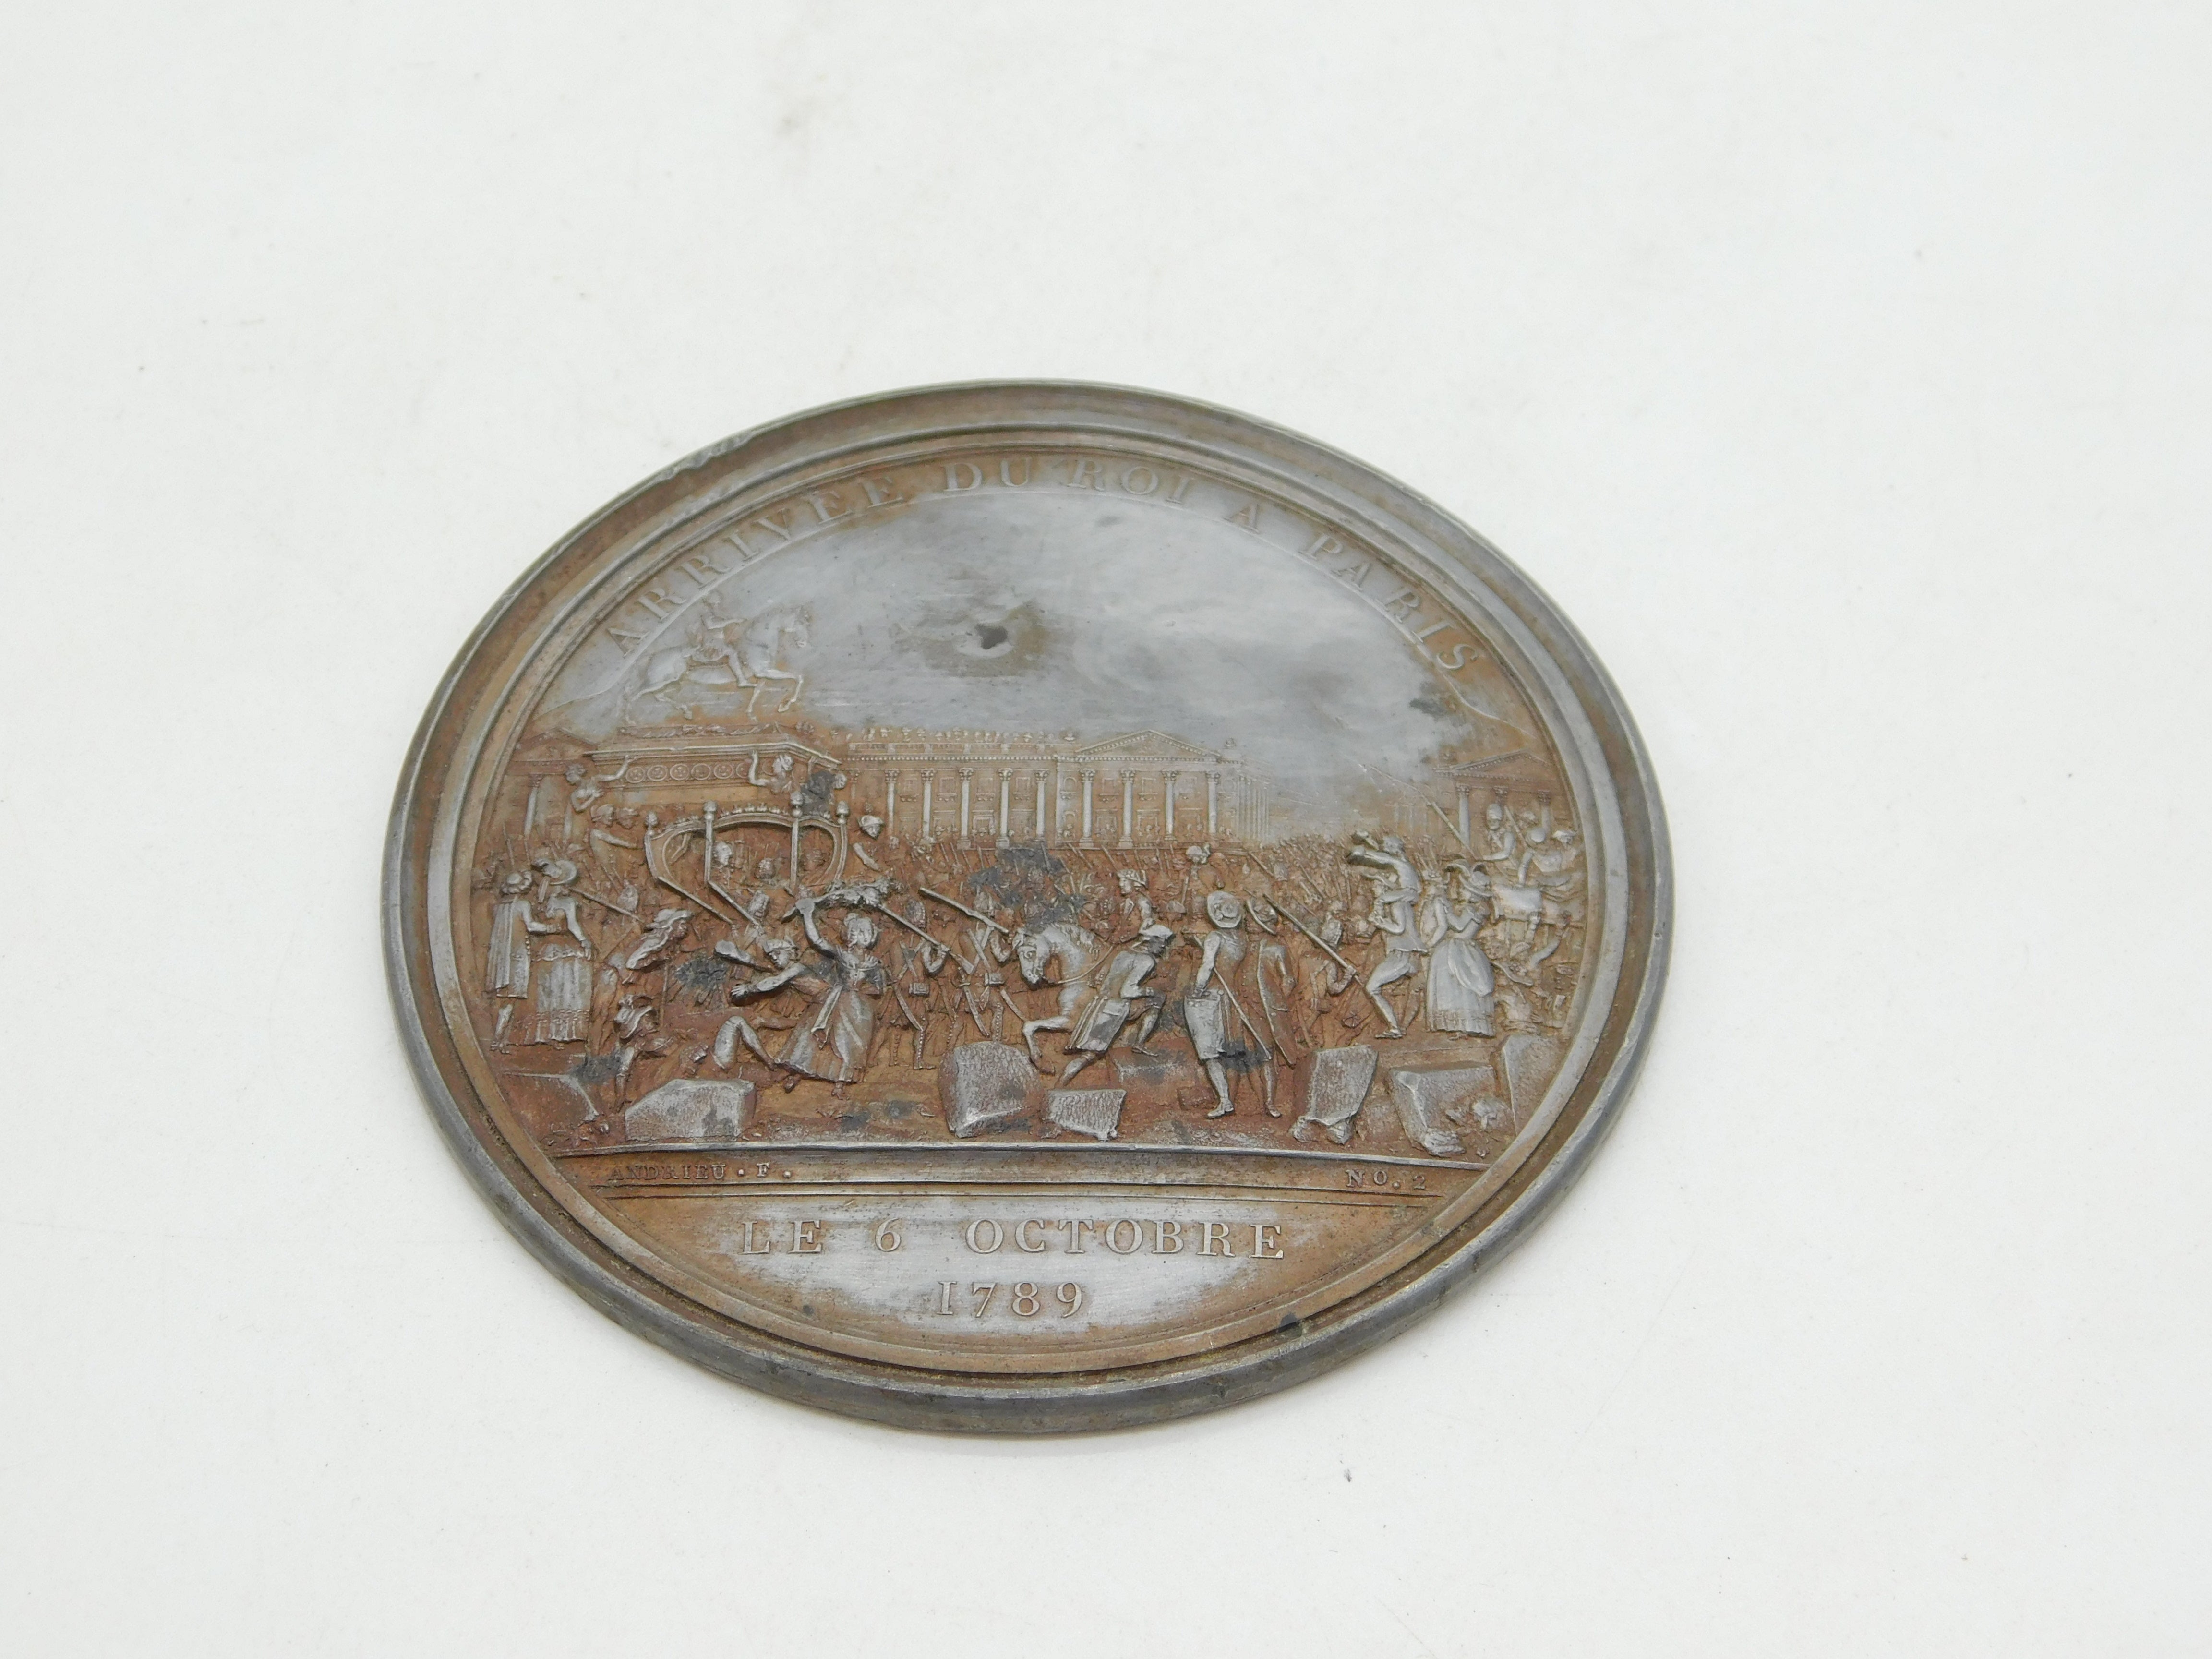 ARRIVÉE DU ROI A PARIS
ANDRIEU · F. NO. 2
LE 6 OCTOBRE
1789